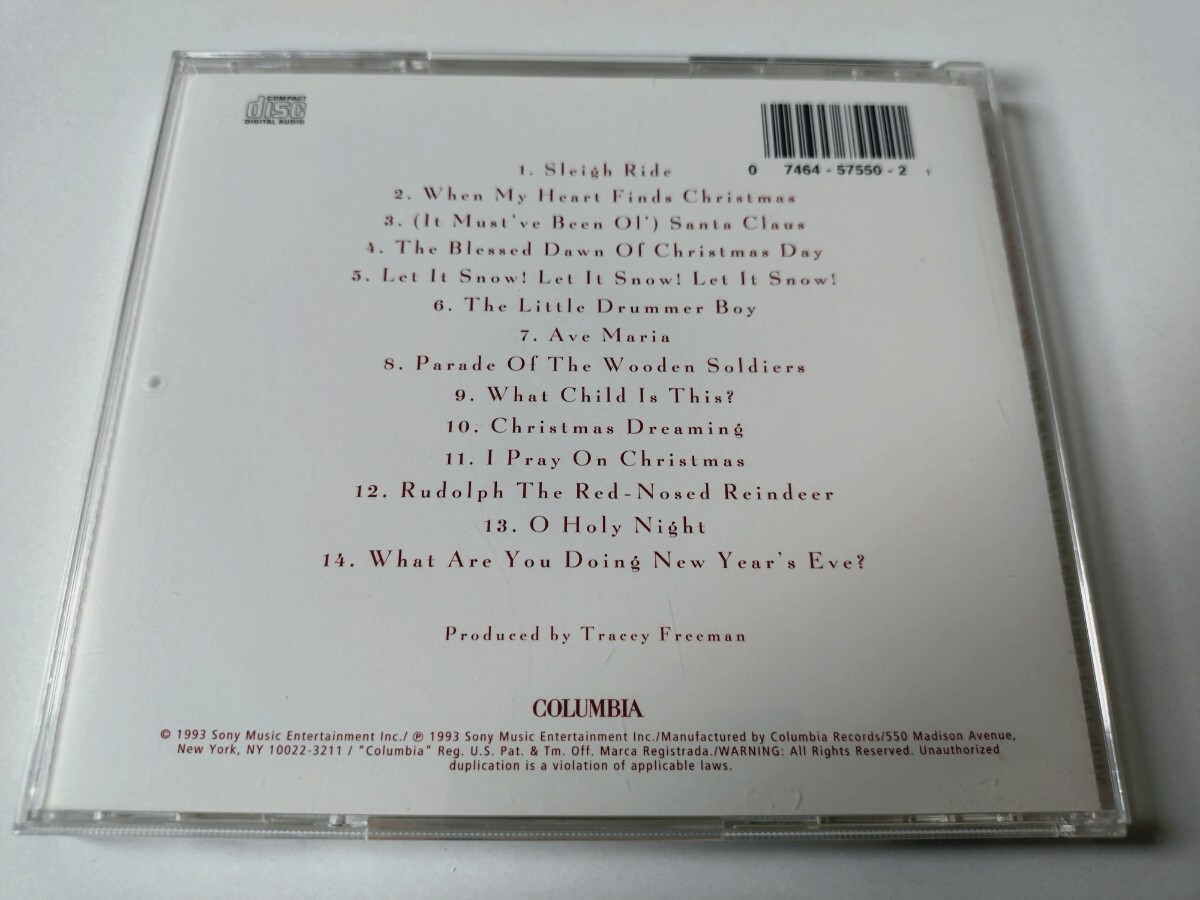 COMPACT
disc
DIGITAL AUDIO
0 7464-57550-2
1. Sleigh Ride
2. When My Heart Finds Christmas
3. (It Must've Been Ol') Santa Claus
4. The Blessed Dawn Of Christmas Day
5. Let It Snow! Let It Snow! Let It Snow!
6. The Little Drummer Boy
7. Ave Maria
8. Parade Of The Wooden Soldiers
9. What Child Is This?
10. Christmas Dreaming
11. I Pray On Christmas
12. Rudolph The Red-Nosed Reindeer
13. O Holy Night
14. What Are You Doing New Year's Eve?
Produced by Tracey Freeman
COLUMBIA
© 1993 Sony Music Entertainment Inc./ ℗ 1993 Sony Music Entertainment Inc./Manufactured by Columbia Records/550 Madison Avenue,
New York, NY 10022-3211 / "Columbia" Reg. U.S. Pat. & Tm. Off. Marca Registrada./WARNING: All Rights Reserved. Unauthorized
duplication is a violation of applicable laws.